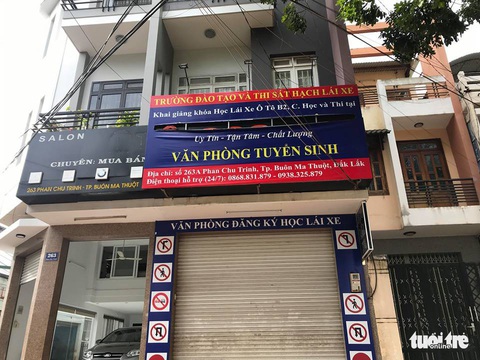 TRƯỜNG ĐÀO TẠO VÀ THI SÁT HẠCH LÁI XE
Khai giảng khóa Học Lái Xe Ô Tô B2, C. Học và Thi tại
Uy Tín - Tận Tâm - Chất Lượng
VĂN PHÒNG TUYỂN SINH
Địa chỉ: số 263A Phan Chu Trinh, Tp. Buôn Ma Thuột, Đắk Lắk
Điện thoại hỗ trợ (24/7): 0868.831.879 - 0938.325.879
SALON
CHUYÊN: MUA BÁN
263 PHAN CHU TRINH - TP. BUÔN MA THUỘT
VĂN PHÒNG ĐĂNG KÝ HỌC LÁI XE
263
tuổi trẻ
online